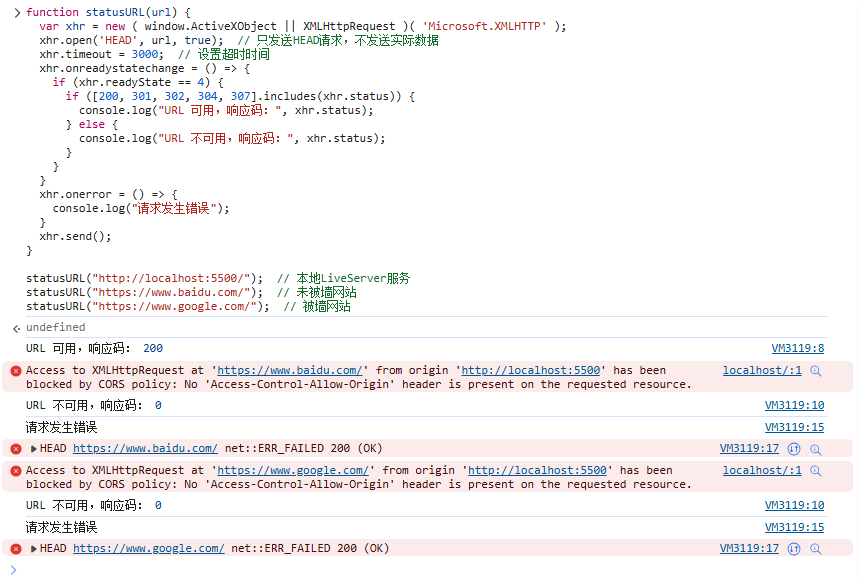 function statusURL(url) {
var xhr = new ( window.ActiveXObject || XMLHttpRequest )( 'Microsoft.XMLHTTP' );
xhr.open('HEAD', url, true);  // 只发送HEAD请求，不发送实际数据
xhr.timeout = 3000;  // 设置超时时间
xhr.onreadystatechange = () => {
if (xhr.readyState == 4) {
if ([200, 301, 302, 304, 307].includes(xhr.status)) {
console.log("URL 可用，响应码：", xhr.status);
} else {
console.log("URL 不可用，响应码：", xhr.status);
}
}
}
xhr.onerror = () => {
console.log("请求发生错误");
}
xhr.send();
}
statusURL("http://localhost:5500/");  // 本地LiveServer服务
statusURL("https://www.baidu.com/");  // 未被墙网站
statusURL("https://www.google.com/");  // 被墙网站
undefined
URL 可用，响应码： 200 VM3119:8
Access to XMLHttpRequest at 'https://www.baidu.com/' from origin 'http://localhost:5500' has been localhost/:1
blocked by CORS policy: No 'Access-Control-Allow-Origin' header is present on the requested resource.
URL 不可用，响应码： 0 VM3119:10
请求发生错误 VM3119:15
HEAD https://www.baidu.com/ net::ERR_FAILED 200 (OK) VM3119:17
Access to XMLHttpRequest at 'https://www.google.com/' from origin 'http://localhost:5500' has been localhost/:1
blocked by CORS policy: No 'Access-Control-Allow-Origin' header is present on the requested resource.
URL 不可用，响应码： 0 VM3119:10
请求发生错误 VM3119:15
HEAD https://www.google.com/ net::ERR_FAILED 200 (OK) VM3119:17